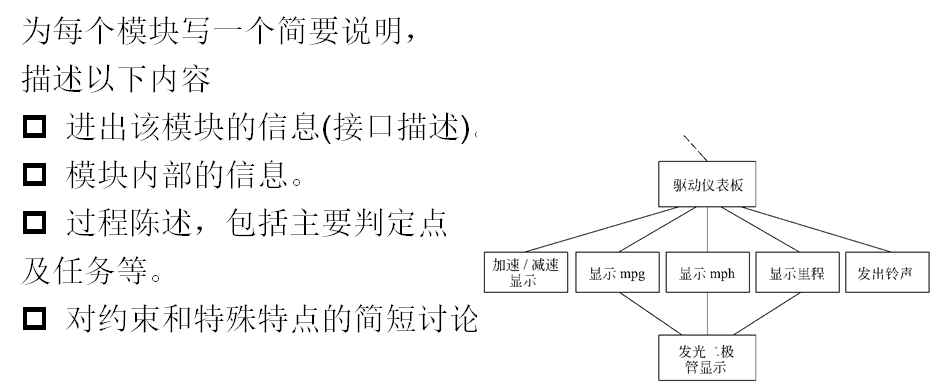 为每个模块写一个简要说明，
描述以下内容
进出该模块的信息(接口描述)。
模块内部的信息。
过程陈述，包括主要判定点
及任务等。
对约束和特殊特点的简短讨论
驱动仪表板
加速/减速
显示
显示 mpg
显示 mph
显示里程
发出铃声
发光二极
管显示